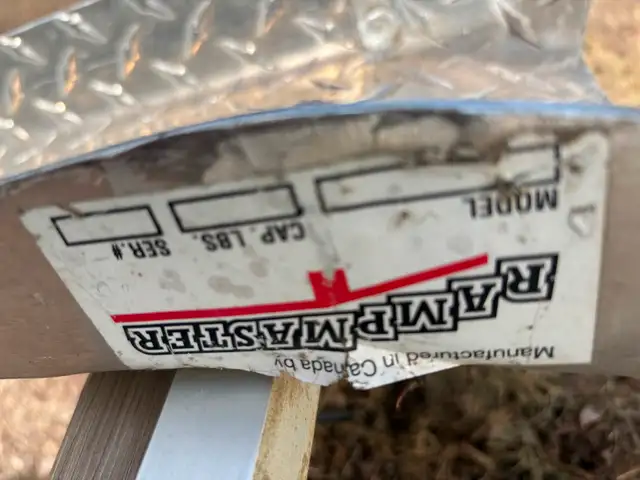 Manufactured in Canada by
RAMPMASTER
MODEL CAP. LBS. SER.#